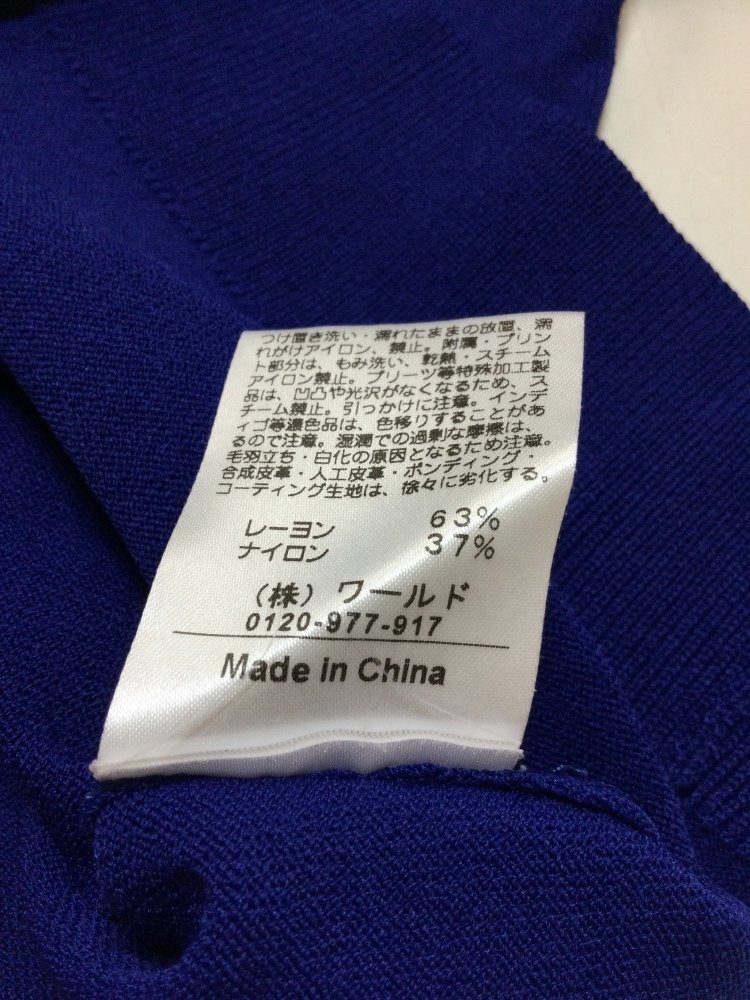 つけ置き洗い・濡れたままの放置、濡
れがけアイロン、禁止。附属・プリン
ト部分は、もみ洗い、乾熱・スチーム
アイロン禁止。プリーツ等特殊加工製
品は、凹凸や光沢がなくなるため、ス
チーム禁止。引っかけに注意。インデ
ィゴ等濃色品は、色移りすることがあ
るので注意。湿潤での過剰な摩擦は、
毛羽立ち・白化の原因となるため注意。
合成皮革・人工皮革・ボンディング・
コーティング生地は、徐々に劣化する。
レーヨン 63%
ナイロン 37%
（株）ワールド
0120-977-917
Made in China